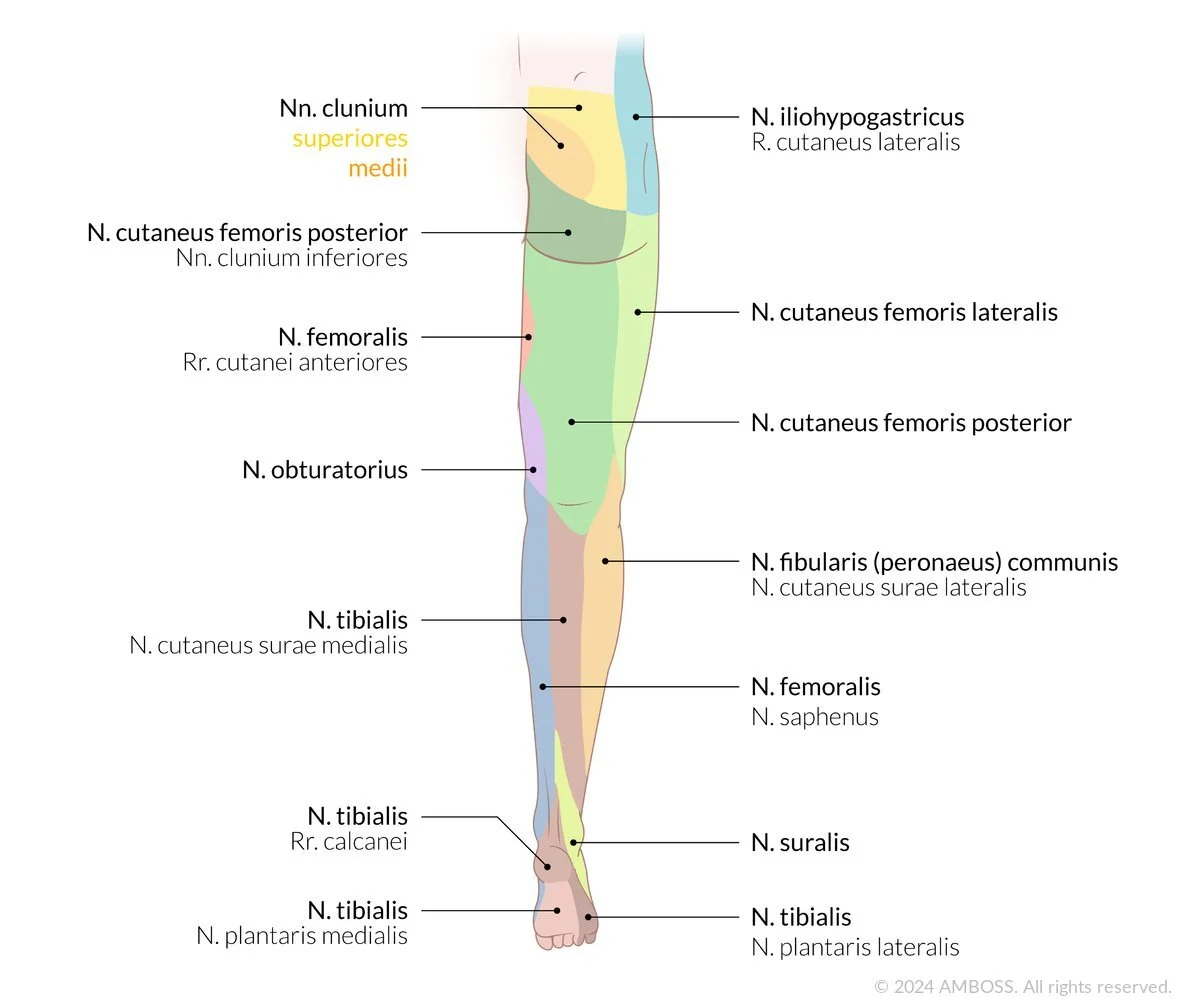 Nn. clunium
superiores
medii
N. cutaneus femoris posterior
Nn. clunium inferiores
N. femoralis
Rr. cutanei anteriores
N. obturatorius
N. tibialis
N. cutaneus surae medialis
N. tibialis
Rr. calcanei
N. tibialis
N. plantaris medialis
N. iliohypogastricus
R. cutaneus lateralis
N. cutaneus femoris lateralis
N. cutaneus femoris posterior
N. fibularis (peronaeus) communis
N. cutaneus surae lateralis
N. femoralis
N. saphenus
N. suralis
N. tibialis
N. plantaris lateralis
© 2024 AMBOSS. All rights reserved.